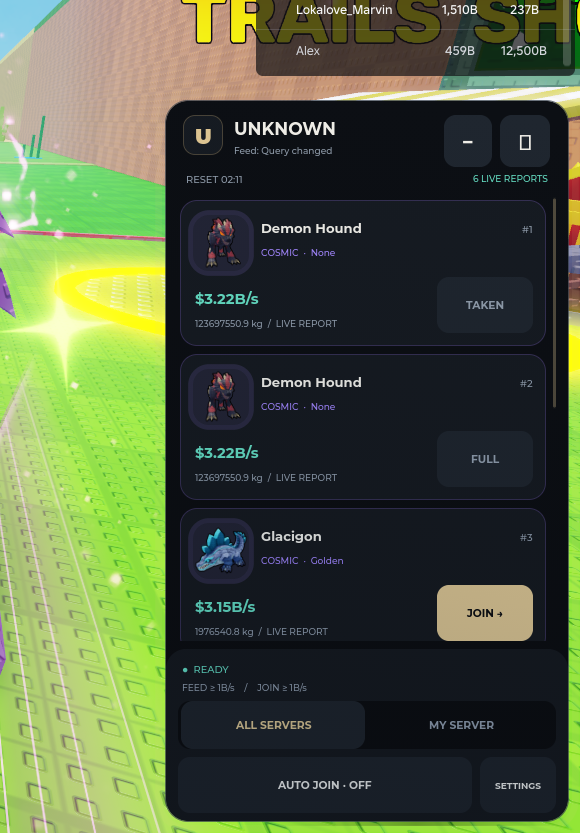 TRAILS SHO
Lokalove_Marvin 1,510B 237B
Alex 459B 12,500B
U UNKNOWN
Feed: Query changed
–
RESET 02:11 6 LIVE REPORTS
Demon Hound #1
COSMIC · None
$3.22B/s
123697550.9 kg / LIVE REPORT
TAKEN
Demon Hound #2
COSMIC · None
$3.22B/s
123697550.9 kg / LIVE REPORT
FULL
Glacigon #3
COSMIC · Golden
$3.15B/s
1976540.8 kg / LIVE REPORT
JOIN →
● READY
FEED ≥ 1B/s / JOIN ≥ 1B/s
ALL SERVERS MY SERVER
AUTO JOIN · OFF SETTINGS